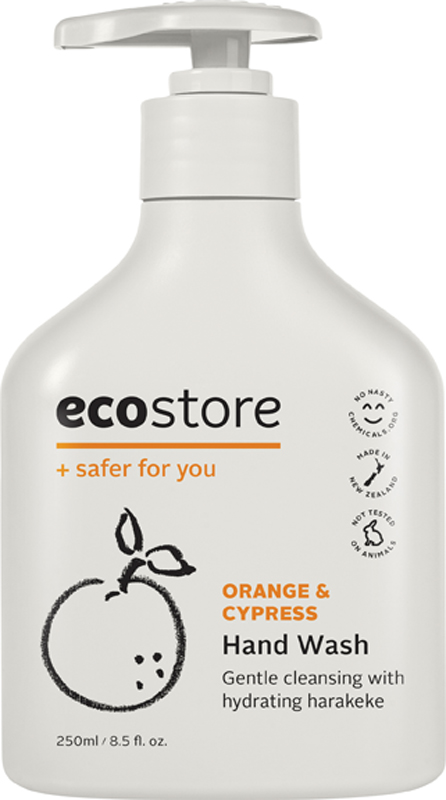 ecostore
+ safer for you
NO NASTY
CHEMICALS.ORG
MADE IN
NEW ZEALAND
NOT TESTED
ON ANIMALS
ORANGE &
CYPRESS
Hand Wash
Gentle cleansing with
hydrating harakeke
250ml / 8.5 fl. oz.